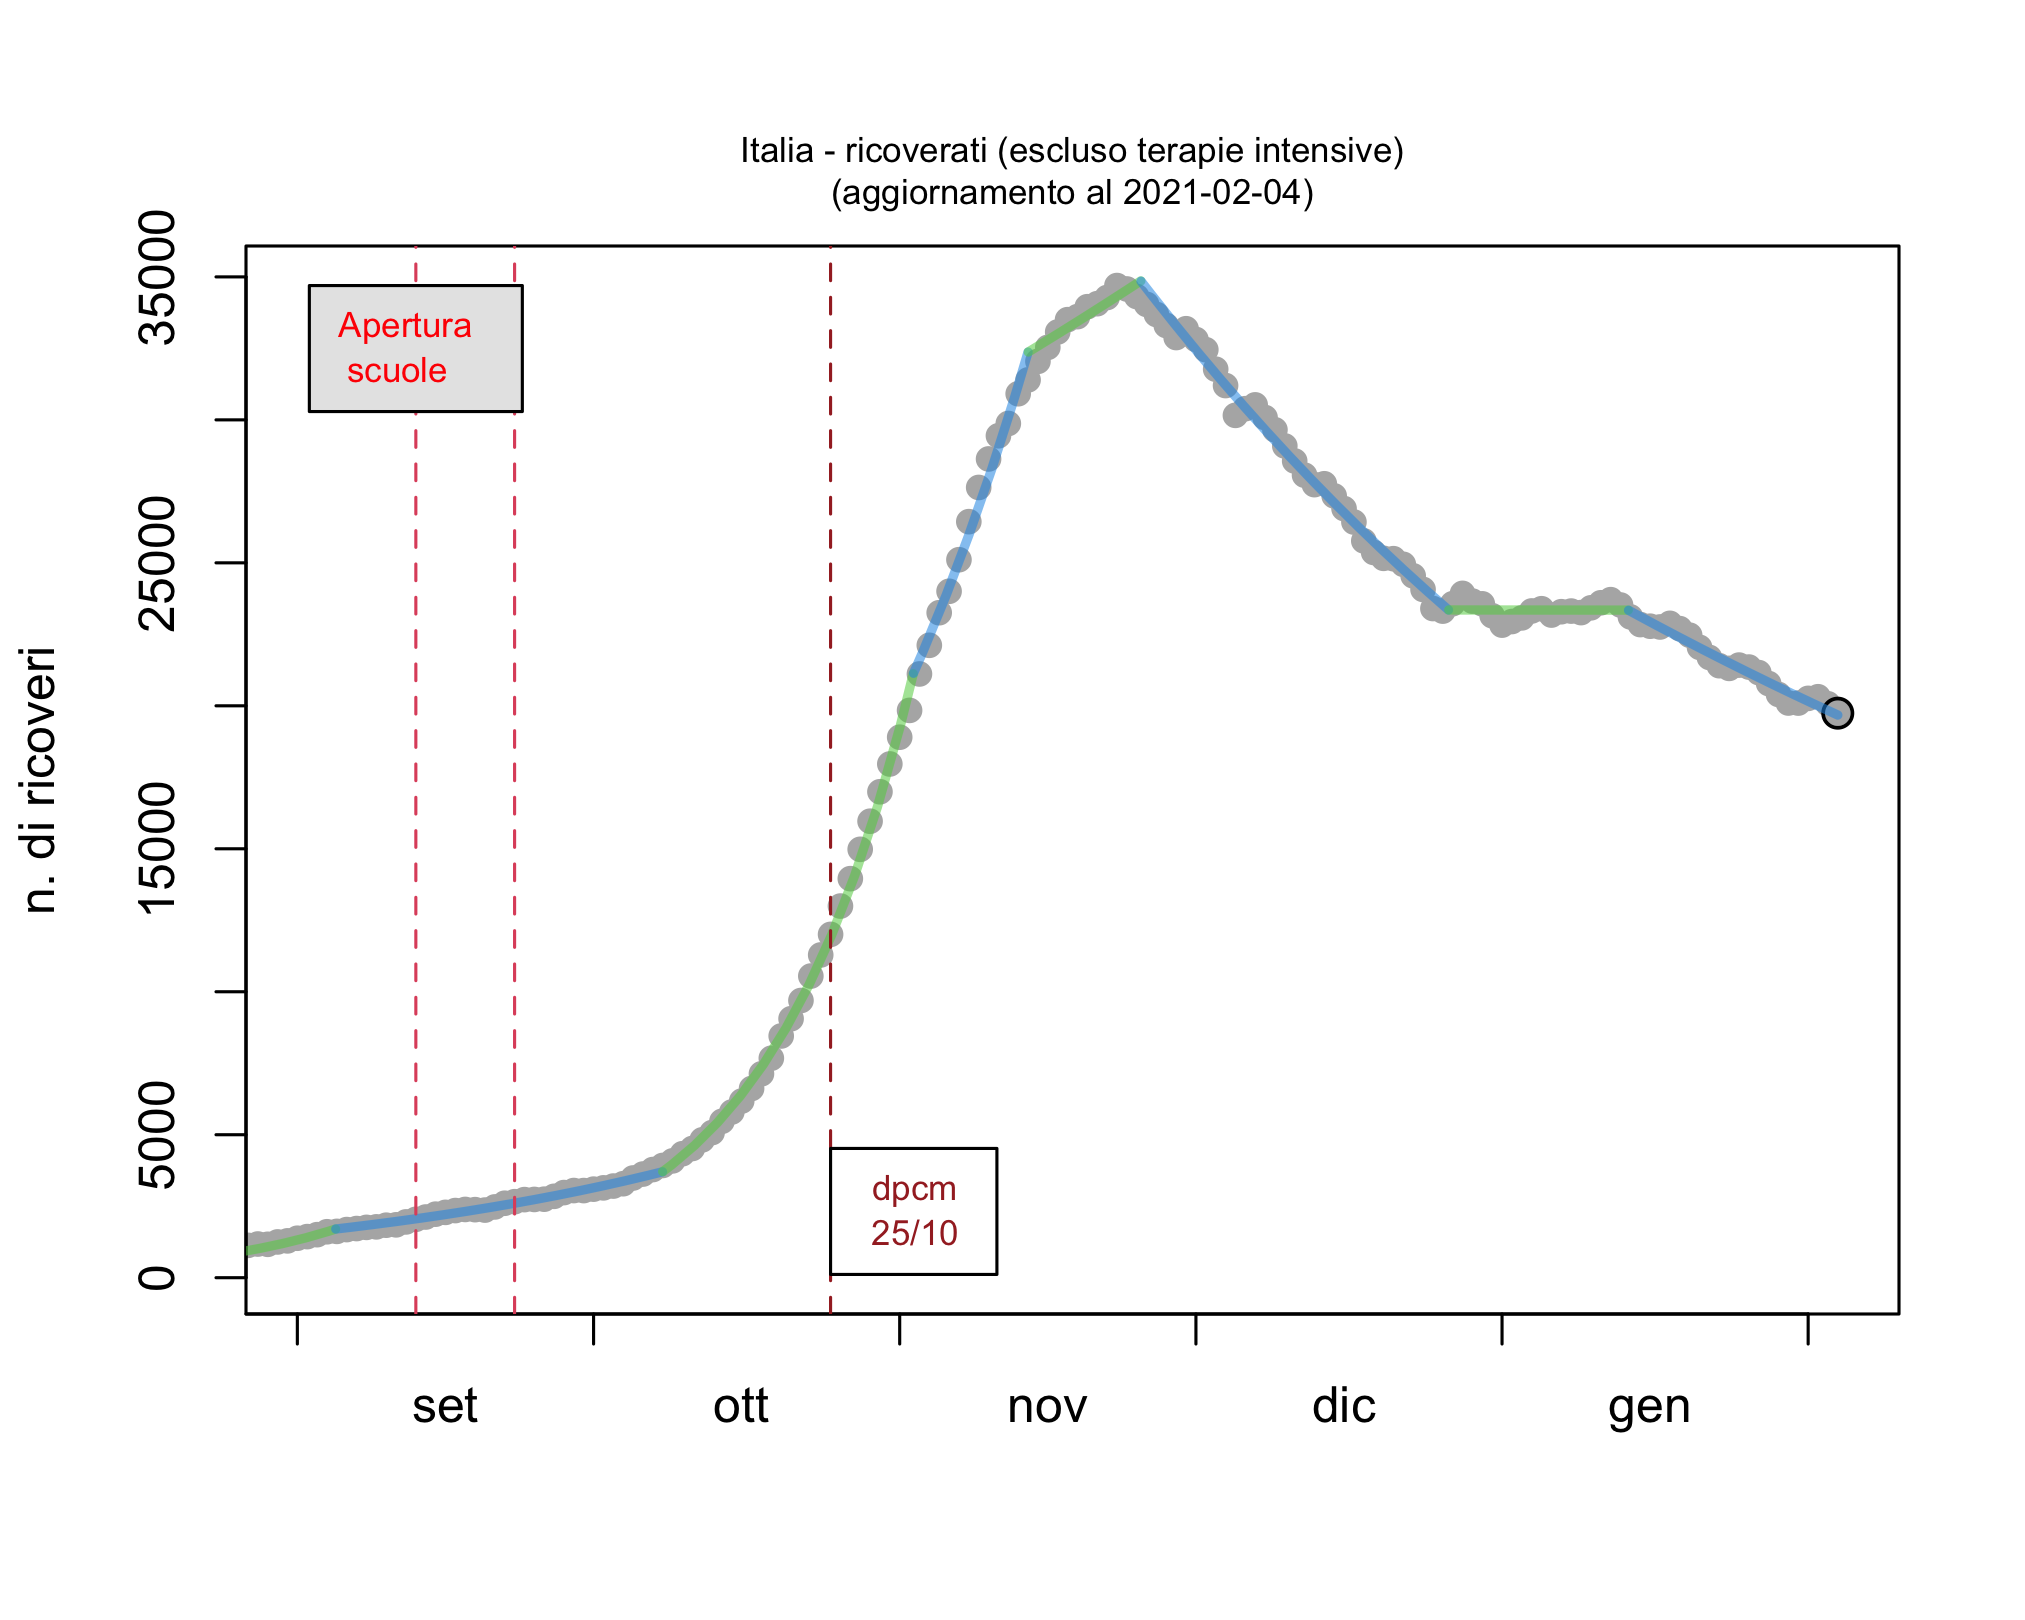 Italia - ricoverati (escluso terapie intensive)
(aggiornamento al 2021-02-04)
35000
25000
15000
5000
0
n. di ricoveri
Apertura
scuole
dpcm
25/10
set
ott
nov
dic
gen